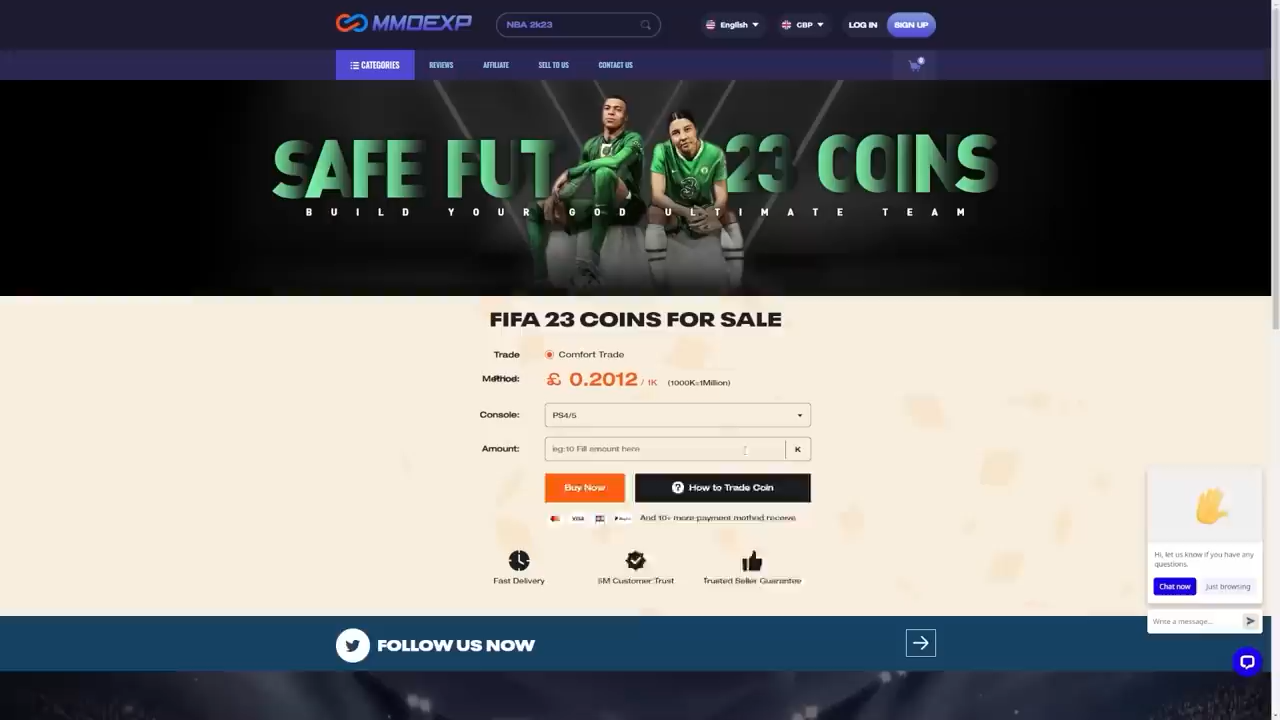 MMOEXP
NBA 2k23
English
GBP
LOG IN
SIGN UP
CATEGORIES
REVIEWS
AFFILIATE
SELL TO US
CONTACT US
0
SAFE FUT 23 COINS
BUILD YOUR GOD ULTIMATE TEAM
FIFA 23 COINS FOR SALE
Trade
Comfort Trade
£ 0.2012 / 1K (1000K=1Million)
Console:
PS4/5
Amount:
eg:10 Fill amount here
K
Buy Now
? How to Trade Coin
VISA
PayPal
And 10+ more payment method receive
Fast Delivery
5M Customer Trust
Trusted Seller Guarantee
Hi, let us know if you have any
questions.
Chat now
Just browsing
Write a message...
FOLLOW US NOW